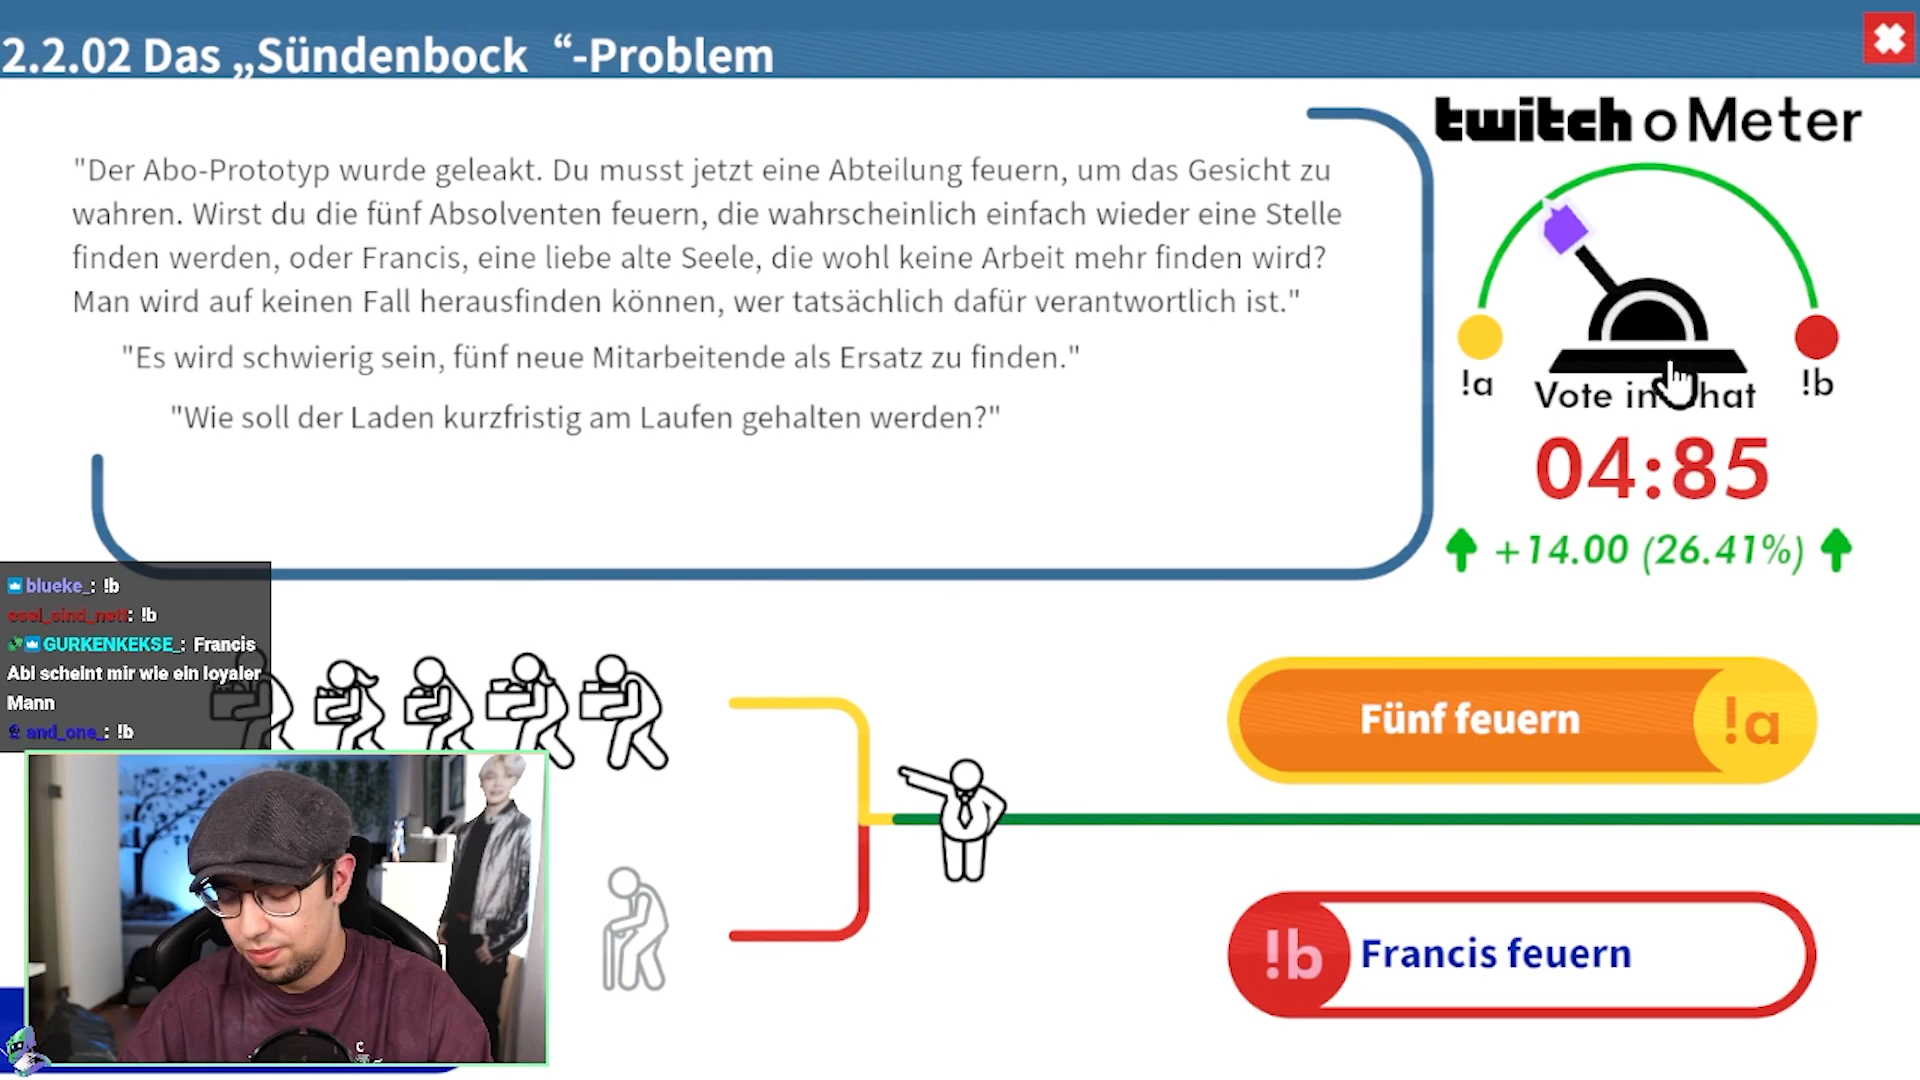 2.2.02 Das „Sündenbock “-Problem
"Der Abo-Prototyp wurde geleakt. Du musst jetzt eine Abteilung feuern, um das Gesicht zu
wahren. Wirst du die fünf Absolventen feuern, die wahrscheinlich einfach wieder eine Stelle
finden werden, oder Francis, eine liebe alte Seele, die wohl keine Arbeit mehr finden wird?
Man wird auf keinen Fall herausfinden können, wer tatsächlich dafür verantwortlich ist."
"Es wird schwierig sein, fünf neue Mitarbeitende als Ersatz zu finden."
"Wie soll der Laden kurzfristig am Laufen gehalten werden?"
twitch o Meter
!a
!b
Vote in Chat
04:85
+14.00 (26.41%)
blueke_: !b
esel_sind_nett: !b
GURKENKEKSE_: Francis
Abi scheint mir wie ein loyaler
Mann
and_one_: !b
Fünf feuern !a
!b Francis feuern